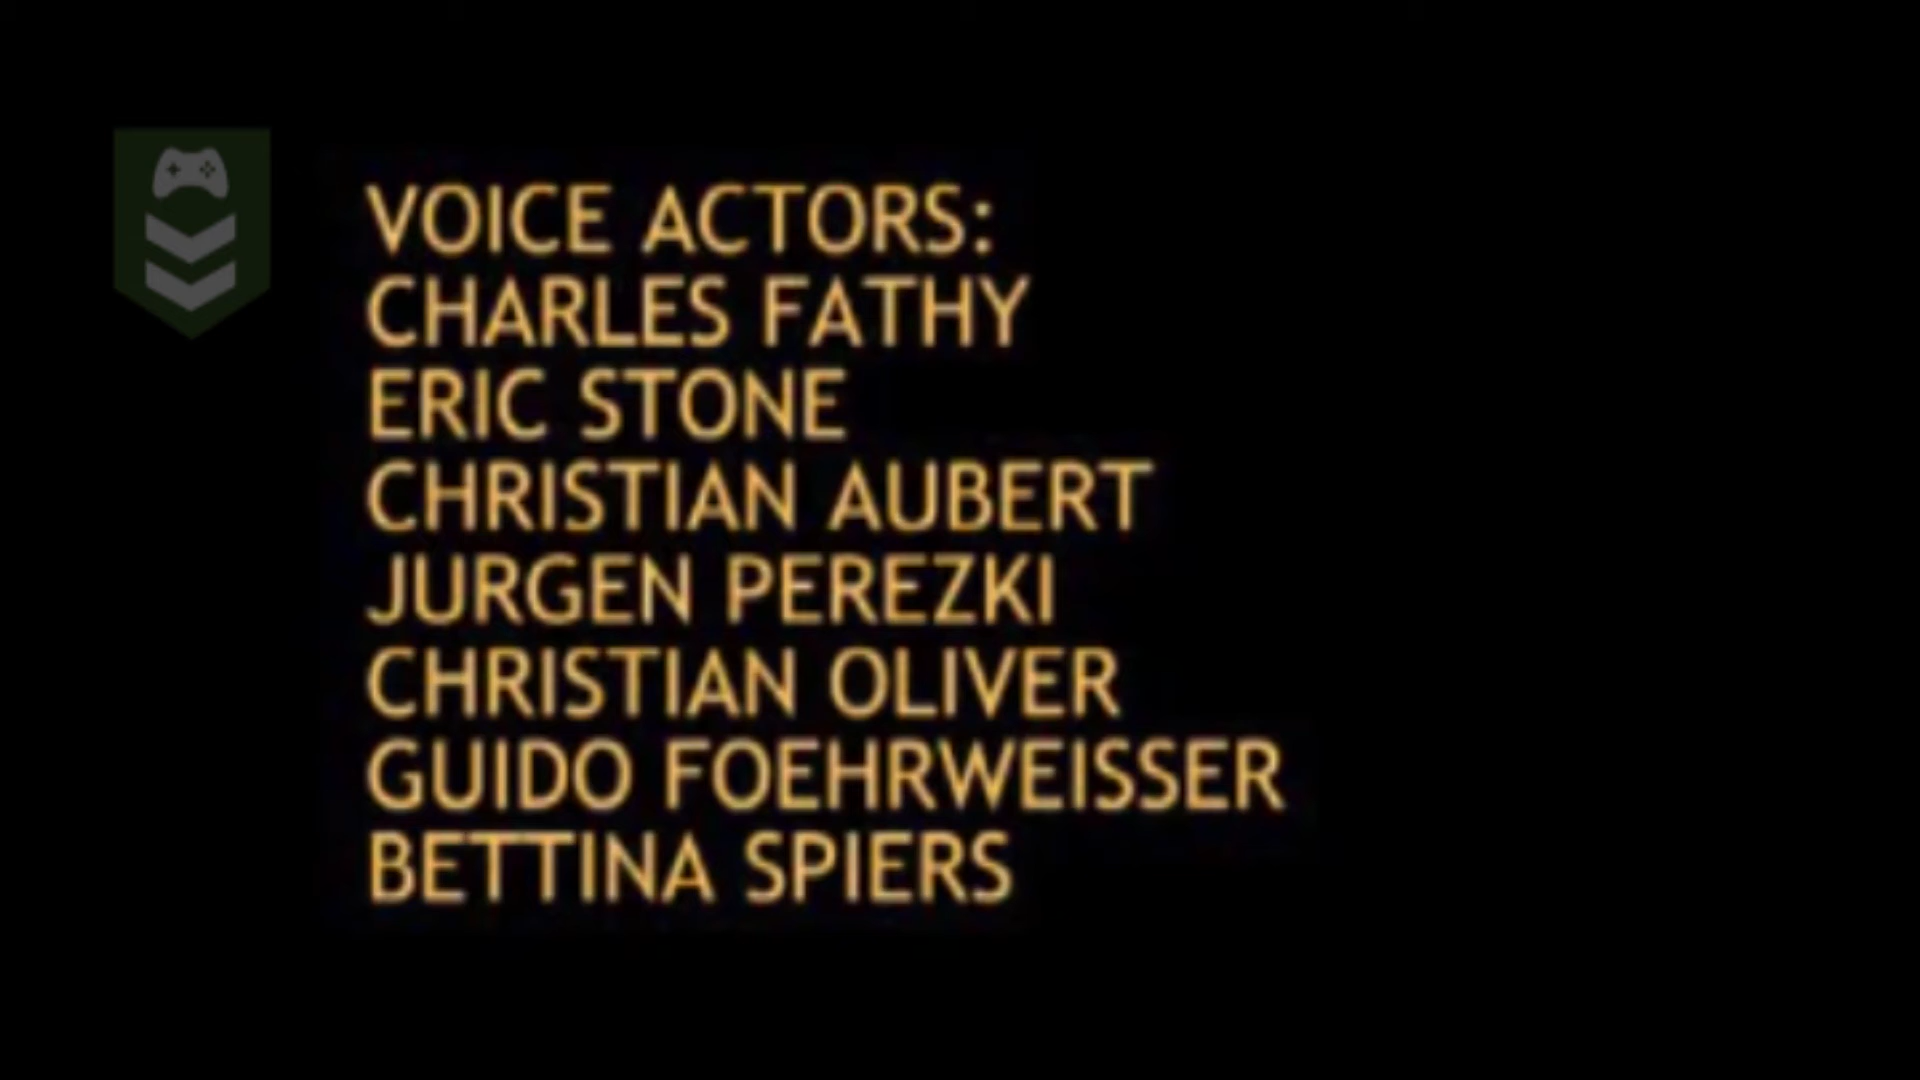 VOICE ACTORS:
CHARLES FATHY
ERIC STONE
CHRISTIAN AUBERT
JURGEN PEREZKI
CHRISTIAN OLIVER
GUIDO FOEHRWEISSER
BETTINA SPIERS